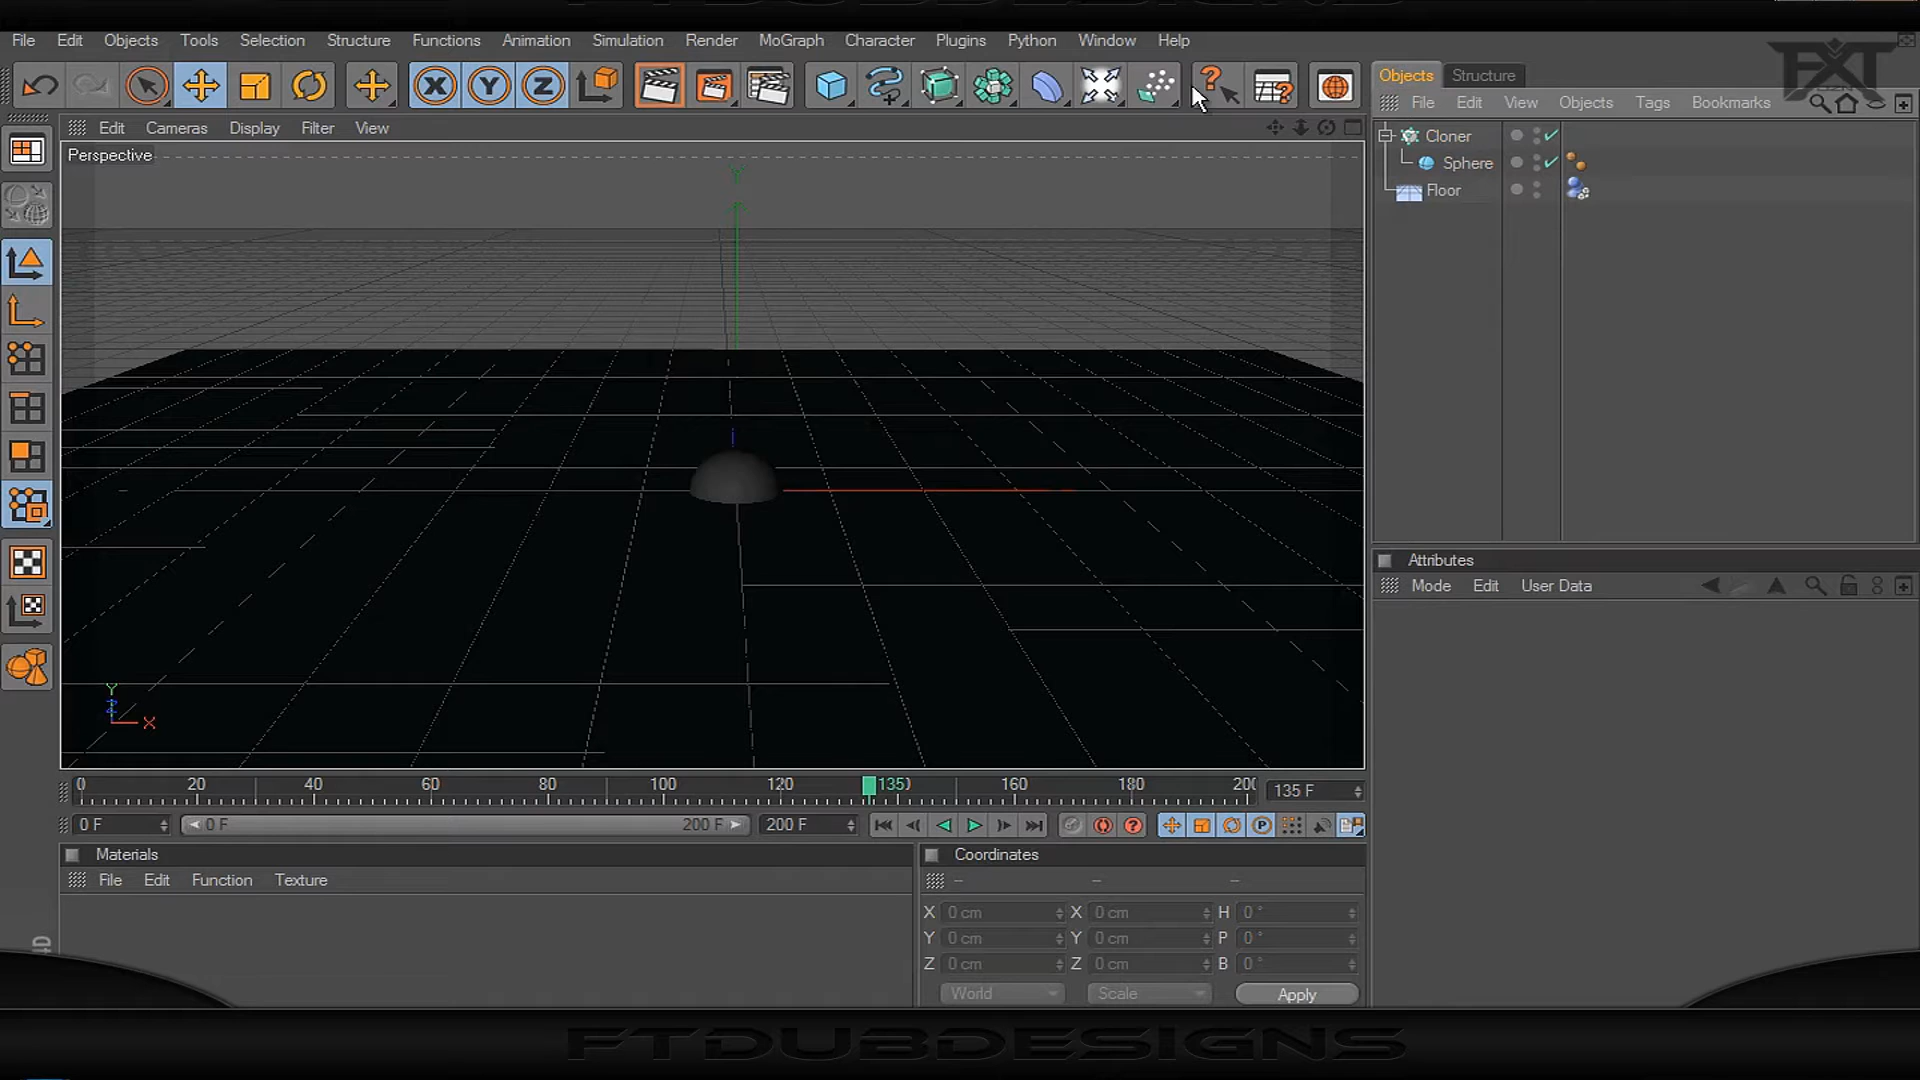 File Edit Objects Tools Selection Structure Functions Animation Simulation Render MoGraph Character Plugins Python Window Help
Objects Structure
File Edit View Objects Tags Bookmarks
Edit Cameras Display Filter View
Perspective
Cloner
Sphere
Floor
Attributes
Mode Edit User Data
Y
X
Y
Z
X
0 20 40 60 80 100 120 135 160 180 200
135 F
0 F 0 F 200 F 200 F
Materials
File Edit Function Texture
Coordinates
-- -- --
X 0 cm X 0 cm H 0 °
Y 0 cm Y 0 cm P 0 °
Z 0 cm Z 0 cm B 0 °
World Scale Apply
FTDUBDESIGNS